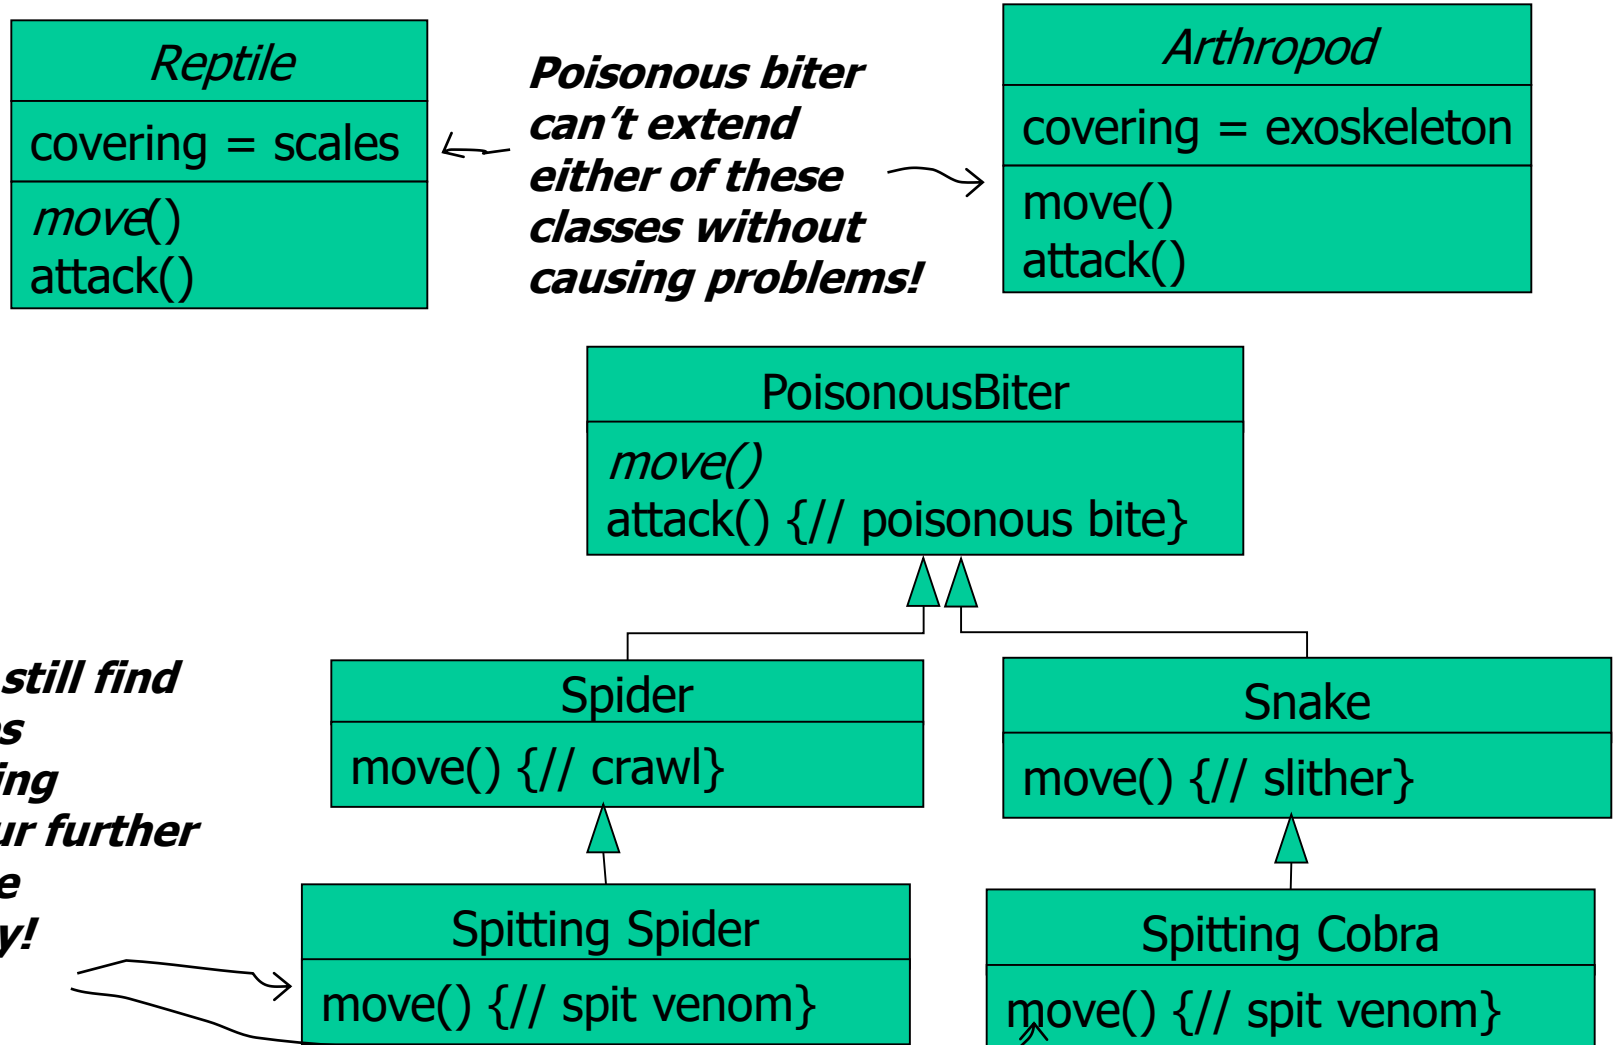 Reptile
covering = scales
move()
attack()
Poisonous biter
can't extend
either of these
classes without
causing problems!
Arthropod
covering = exoskeleton
move()
attack()
PoisonousBiter
move()
attack() {// poisonous bite}
still find
further
Spider
move() {// crawl}
Snake
move() {// slither}
Spitting Spider
move() {// spit venom}
Spitting Cobra
move() {// spit venom}